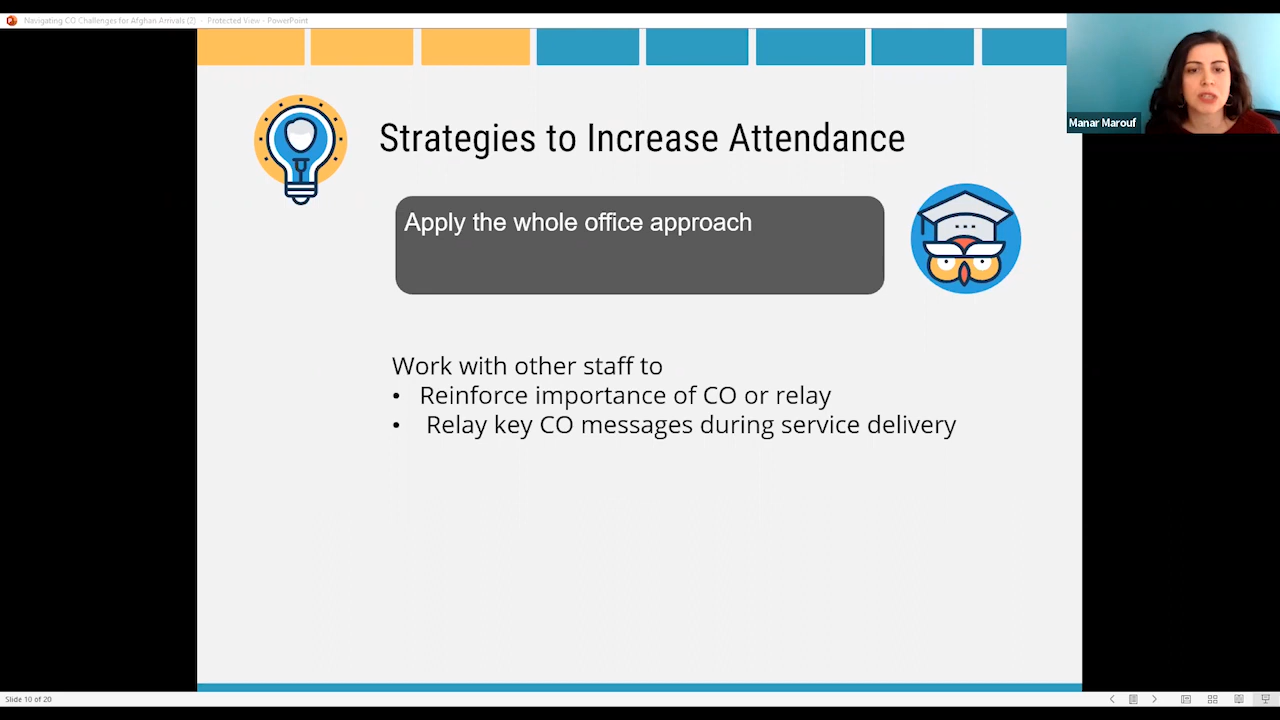 Navigating CO Challenges for Afghan Arrivals (2) - Protected View - PowerPoint
Manar Marouf
Strategies to Increase Attendance
Apply the whole office approach
Work with other staff to
• Reinforce importance of CO or relay
• Relay key CO messages during service delivery
Slide 10 of 20